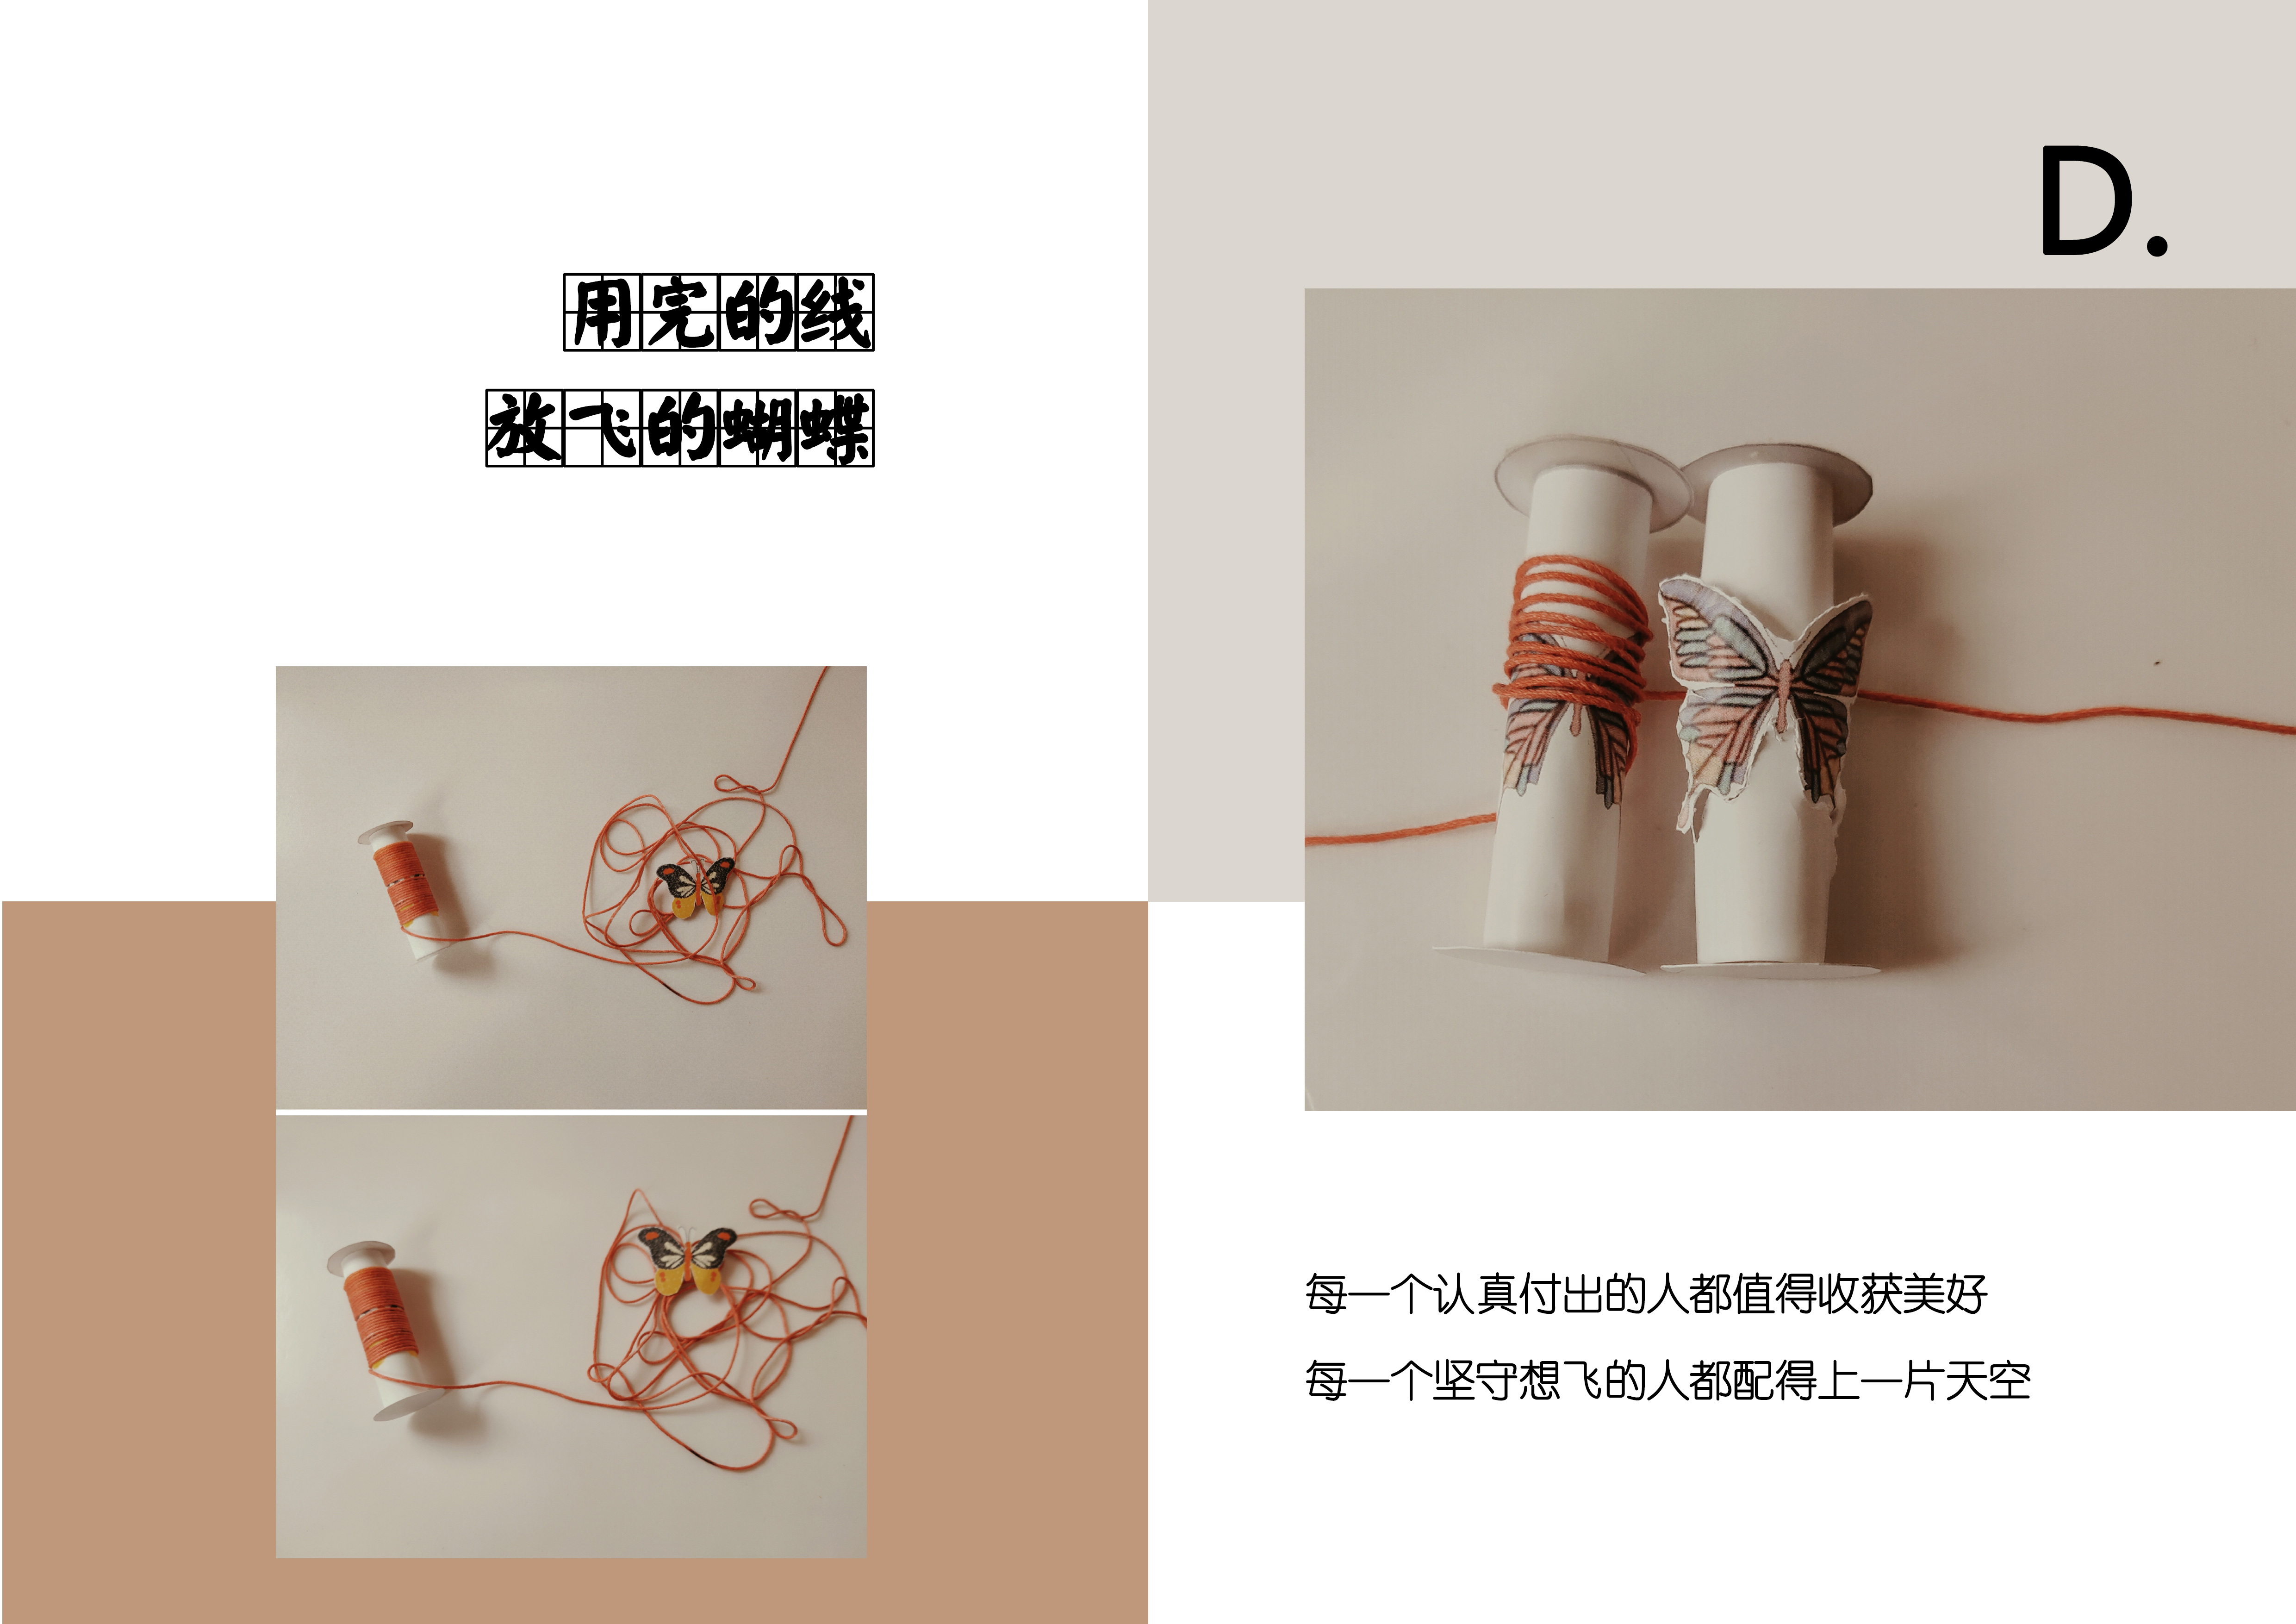 用完的线
放飞的蝴蝶
D.
每一个认真付出的人都值得收获美好
每一个坚守想飞的人都配得上一片天空